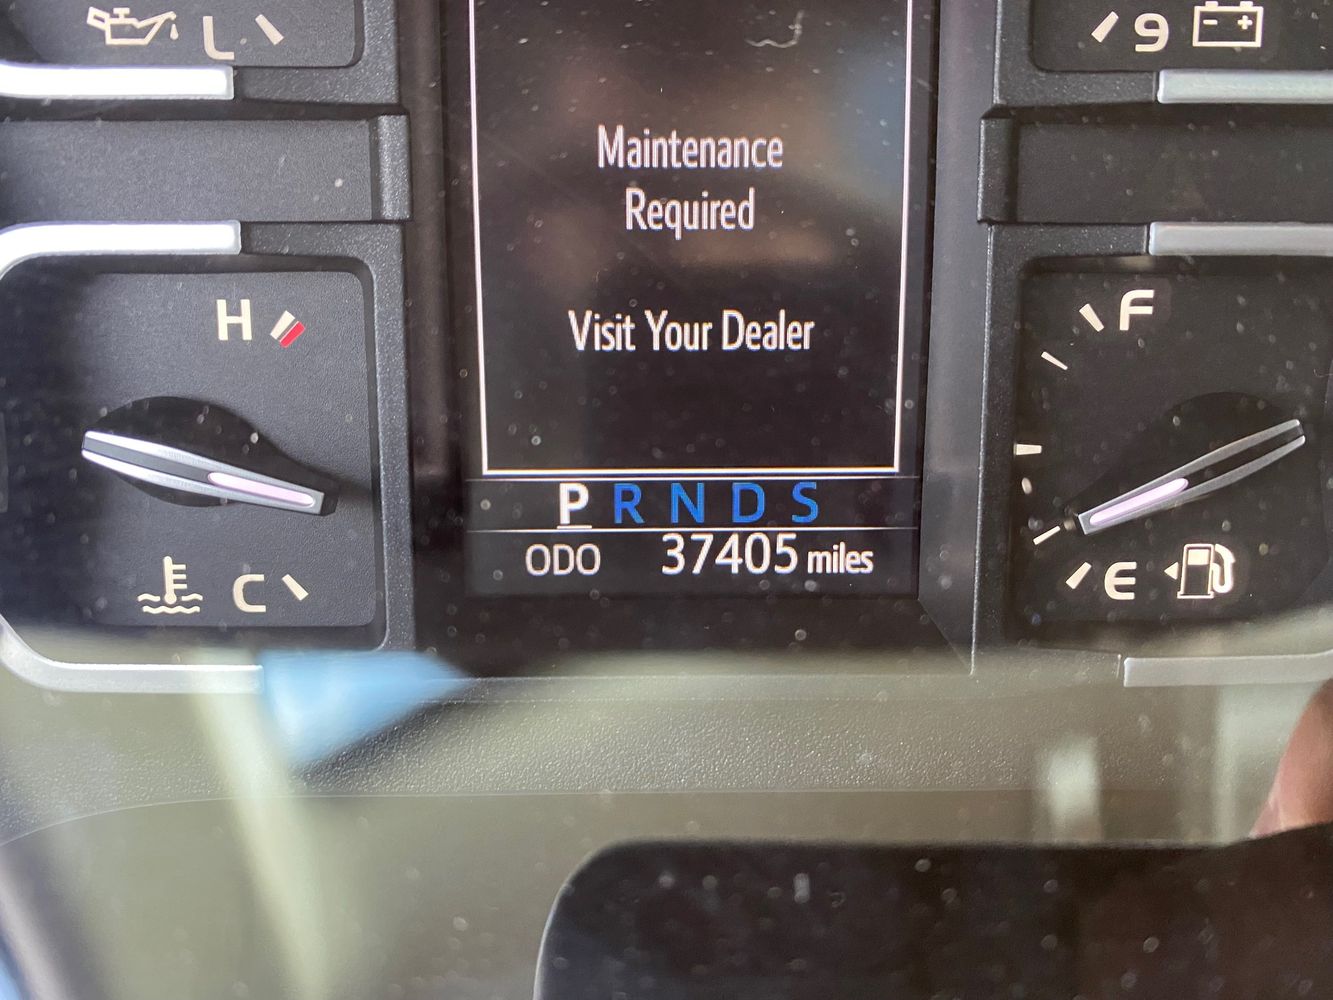 L
9
Maintenance
Required
Visit Your Dealer
H
F
P R N D S
ODO 37405 miles
C
E